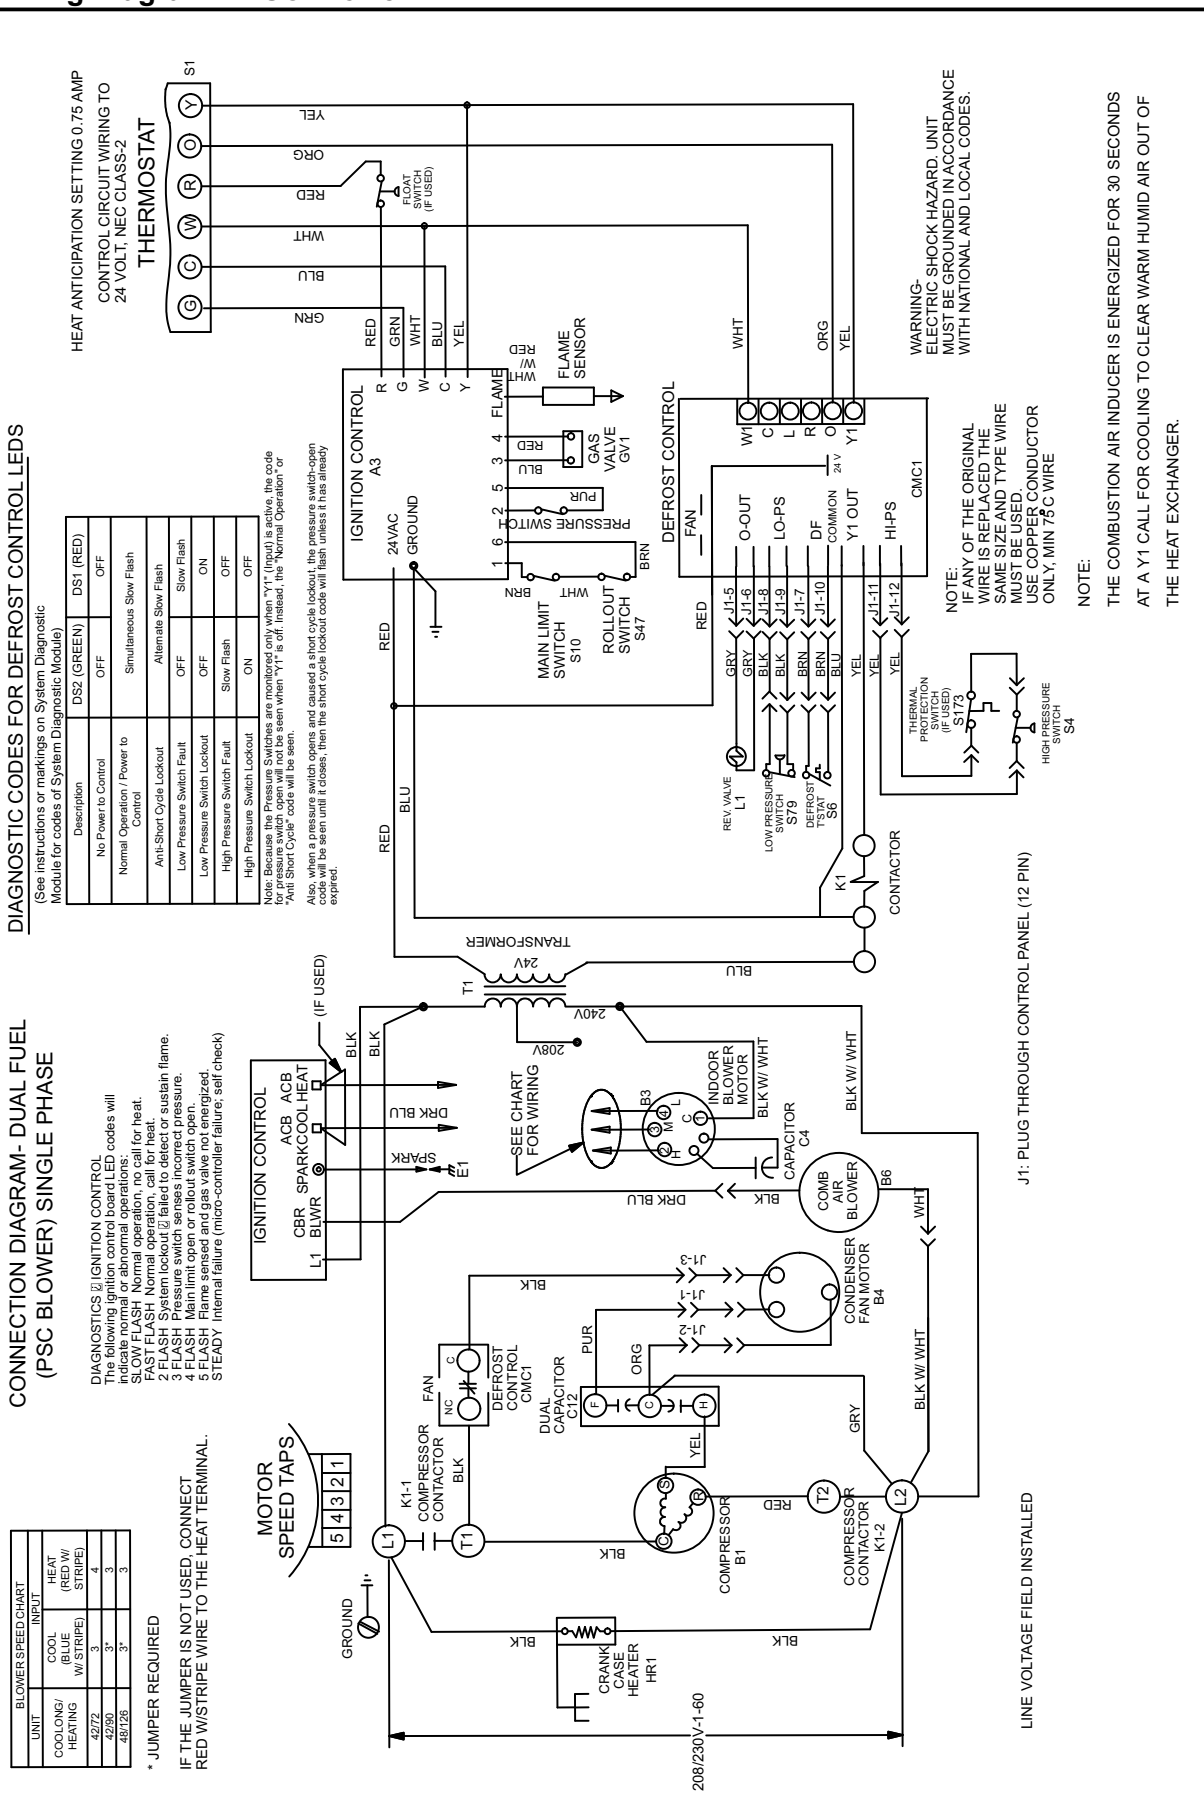 CONNECTION DIAGRAM- DUAL FUEL
(PSC BLOWER) SINGLE PHASE
DIAGNOSTIC CODES FOR DEFROST CONTROL LEDS
(See instructions or markings on System Diagnostic
Module for codes of System Diagnostic Module)
Description DS2 (GREEN) DS1 (RED)
No Power to Control OFF OFF
Normal Operation / Power to
Control
Simultaneous Slow Flash
Anti-Short Cycle Lockout Alternate Slow Flash
Low Pressure Switch Fault OFF Slow Flash
Low Pressure Switch Lockout OFF ON
High Pressure Switch Fault Slow Flash OFF
High Pressure Switch Lockout ON OFF
Note: Because the Pressure Switches are monitored only when "Y1" (Input) is active, the code
for pressure switch open will not be seen when "Y1" is off. Instead, the "Normal Operation" or
"Anti Short Cycle" code will be seen.
Also, when a pressure switch opens and caused a short cycle lockout, the pressure switch-open
code will be seen until it closes, then the short cycle lockout code will flash unless it has already
expired.
HEAT ANTICIPATION SETTING 0.75 AMP
CONTROL CIRCUIT WIRING TO
24 VOLT, NEC CLASS-2
THERMOSTAT
S1
G C W R O Y
GRN
BLU
WHT
RED
ORG
YEL
FLOAT
SWITCH
(IF USED)
RED
GRN
WHT
BLU
YEL
IGNITION CONTROL
A3
24VAC
GROUND
R
G
W
C
Y
1 6 2 5 3 4 FLAME
BRN
WHT
BRN
PRESSURE SWITCH
PUR
BLU
RED
WHT
W/
RED
MAIN LIMIT
SWITCH
S10
ROLLOUT
SWITCH
S47
GAS
VALVE
GV1
FLAME
SENSOR
DEFROST CONTROL
FAN
24 V
W1
C
L
R
O
Y1
O-OUT
LO-PS
DF
COMMON
Y1 OUT
HI-PS
CMC1
WHT
ORG
YEL
RED
RED
BLU
RED
J1-5
J1-6
J1-8
J1-9
J1-7
J1-10
J1-11
J1-12
GRY
GRY
BLK
BLK
BRN
BRN
BLU
YEL
YEL
YEL
REV. VALVE
L1
LOW PRESSURE
SWITCH
S79
DEFROST
T'STAT
S6
THERMAL
PROTECTION
SWITCH
(IF USED)
S173
HIGH PRESSURE
SWITCH
S4
K1
CONTACTOR
WARNING-
ELECTRIC SHOCK HAZARD. UNIT
MUST BE GROUNDED IN ACCORDANCE
WITH NATIONAL AND LOCAL CODES.
NOTE:
IF ANY OF THE ORIGINAL
WIRE IS REPLACED THE
SAME SIZE AND TYPE WIRE
MUST BE USED.
USE COPPER CONDUCTOR
ONLY, MIN 75°C WIRE
NOTE:
THE COMBUSTION AIR INDUCER IS ENERGIZED FOR 30 SECONDS
AT A Y1 CALL FOR COOLING TO CLEAR WARM HUMID AIR OUT OF
THE HEAT EXCHANGER.
DIAGNOSTICS IGNITION CONTROL
The following ignition control board LED codes will
indicate normal or abnormal operations:
SLOW FLASH Normal operation, no call for heat.
FAST FLASH Normal operation, call for heat.
2 FLASH System lockout failed to detect or sustain flame.
3 FLASH Pressure switch senses incorrect pressure.
4 FLASH Main limit open or rollout switch open.
5 FLASH Flame sensed and gas valve not energized.
STEADY Internal failure (micro-controller failure; self check)
IGNITION CONTROL
L1
CBR
BLWR
SPARK
ACB
COOL
ACB
HEAT
(IF USED)
BLK
BLK
DRK BLU
SPARK
E1
T1
TRANSFORMER
24V
240V
208V
BLU
SEE CHART
FOR WIRING
B3
2 3 4 1
H M L C
INDOOR
BLOWER
MOTOR
BLK W/ WHT
BLK W/ WHT
CAPACITOR
C4
DRK BLU
BLK
COMB
AIR
BLOWER
B6
WHT
BLK W/ WHT
J1: PLUG THROUGH CONTROL PANEL (12 PIN)
BLK
J1-3
J1-1
J1-2
CONDENSER
FAN MOTOR
B4
PUR
ORG
FAN
NC C
DEFROST
CONTROL
CMC1
DUAL
CAPACITOR
C12
F C H
YEL
GRY
MOTOR
SPEED TAPS
5 4 3 2 1
L1
K1-1
COMPRESSOR
CONTACTOR
T1
BLK
BLK
S
C
R
COMPRESSOR
B1
RED
T2
COMPRESSOR
CONTACTOR
K1-2
L2
GROUND
BLK
BLK
CRANK
CASE
HEATER
HR1
208/230V-1-60
LINE VOLTAGE FIELD INSTALLED
BLOWER SPEED CHART
UNIT INPUT
COOLONG/
HEATING
COOL
(BLUE
W/ STRIPE)
HEAT
(RED W/
STRIPE)
42/72 3 4
42/90 3* 3
48/126 3* 3
* JUMPER REQUIRED
IF THE JUMPER IS NOT USED, CONNECT
RED W/STRIPE WIRE TO THE HEAT TERMINAL.